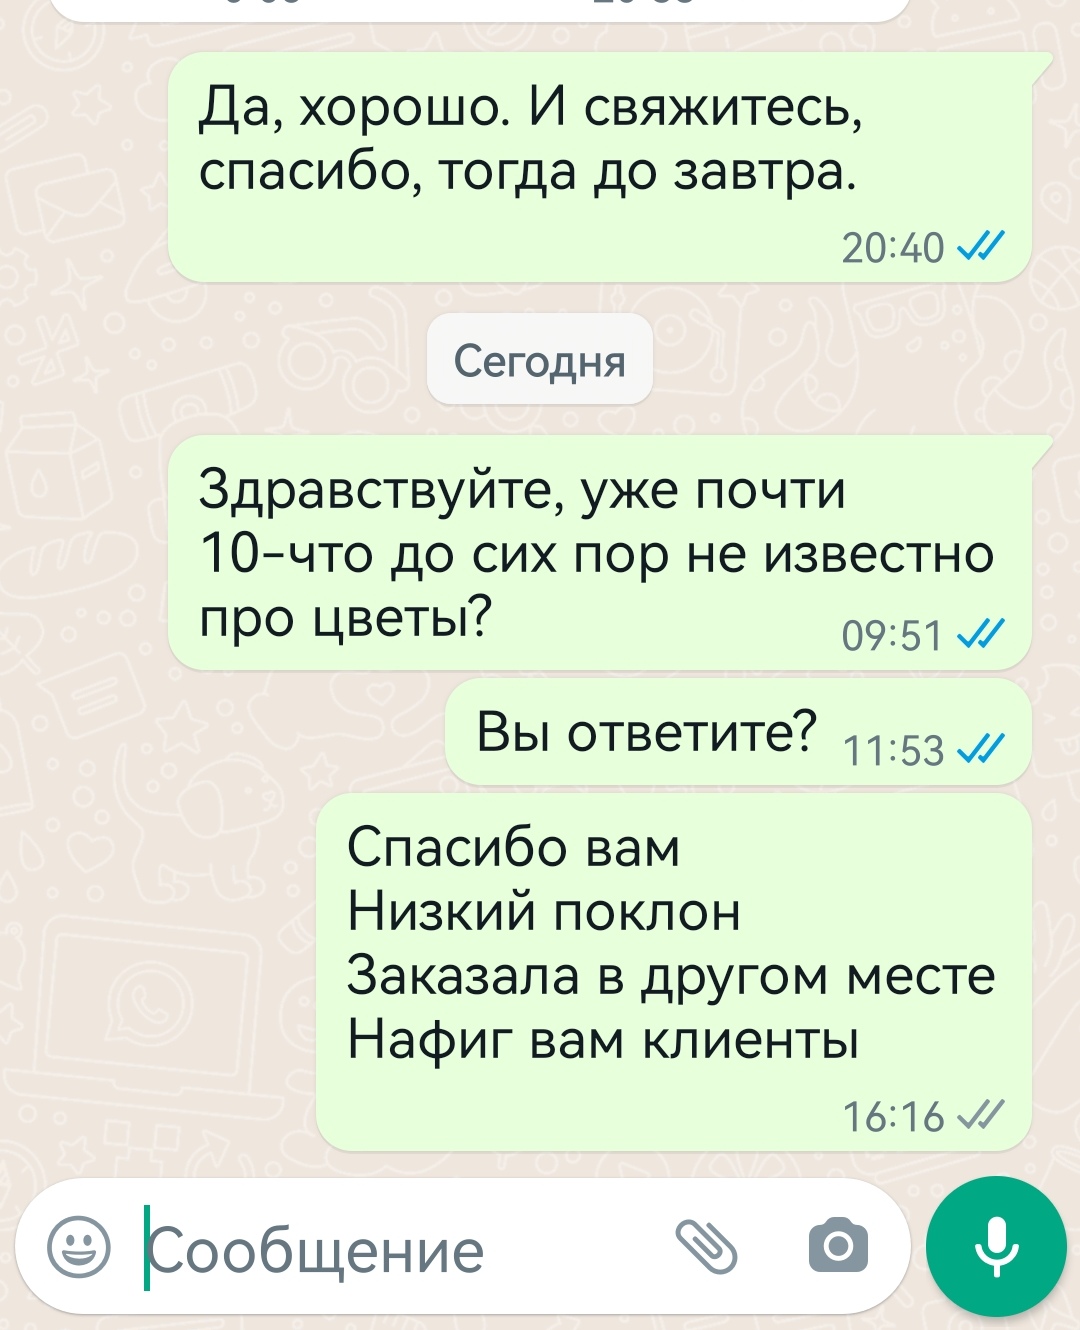 Да, хорошо. И свяжитесь,
спасибо, тогда до завтра.
20:40
Сегодня
Здравствуйте, уже почти
10-что до сих пор не известно
про цветы?
09:51
Вы ответите? 11:53
Спасибо вам
Низкий поклон
Заказала в другом месте
Нафиг вам клиенты
16:16
Сообщение